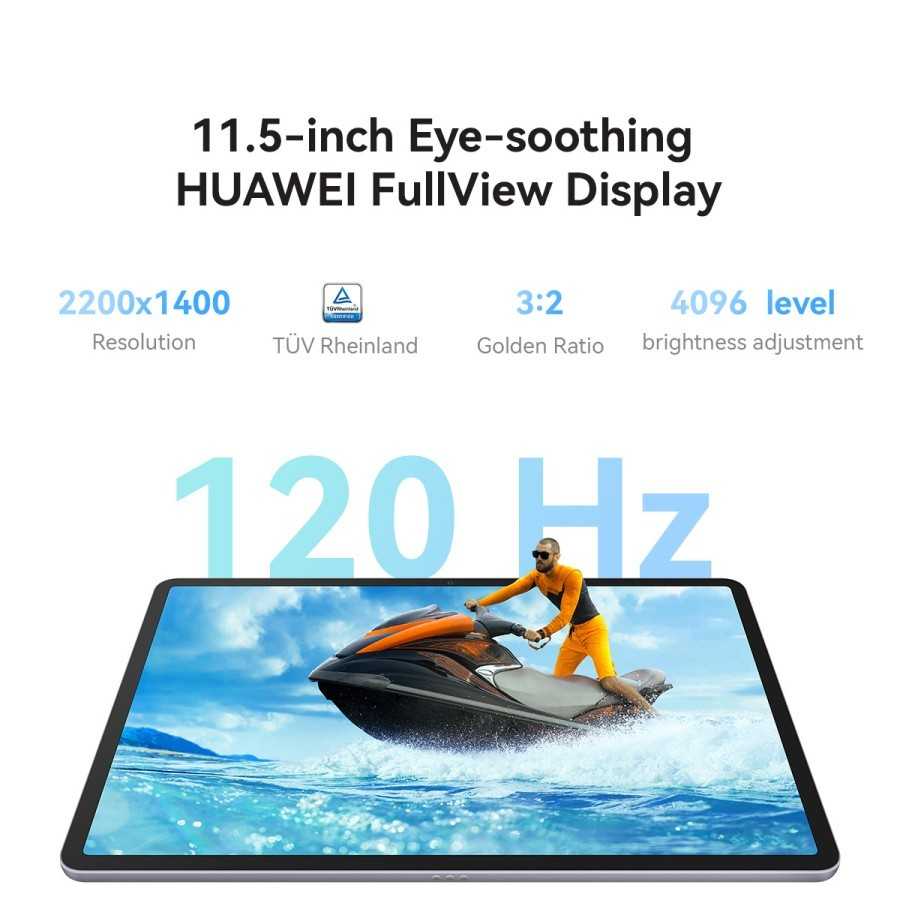 11.5-inch Eye-soothing
HUAWEI FullView Display
2200x1400
Resolution
TÜVRheinland
CERTIFIED
TÜV Rheinland
3:2
Golden Ratio
4096 level
brightness adjustment
120 Hz